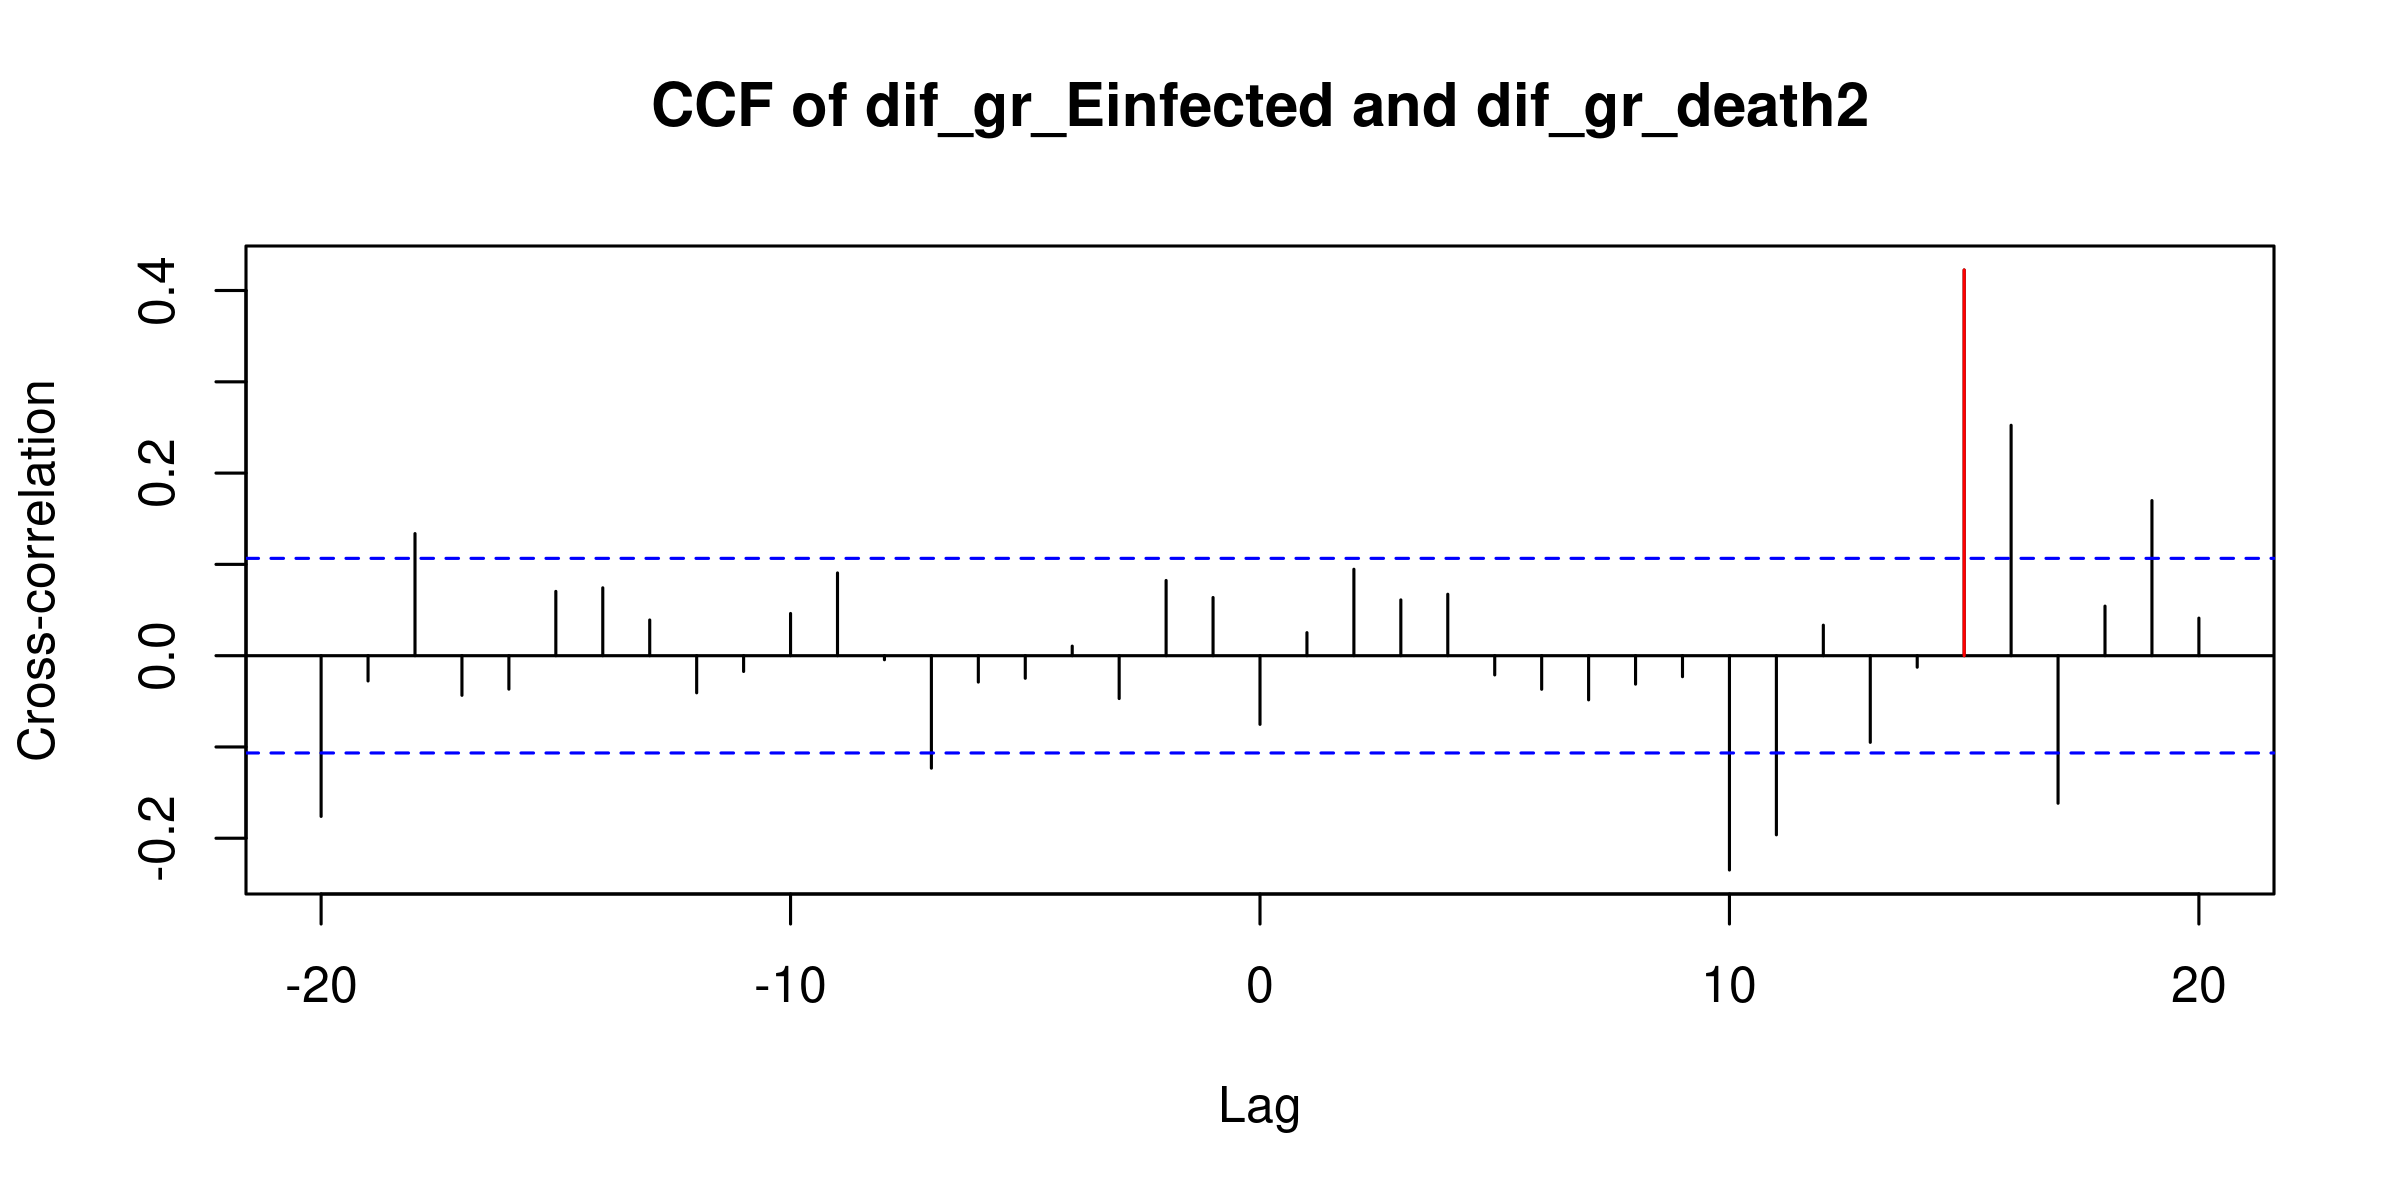 CCF of dif_gr_Einfected and dif_gr_death2
Cross-correlation
0.4
0.2
0.0
-0.2
-20 -10 0 10 20
Lag